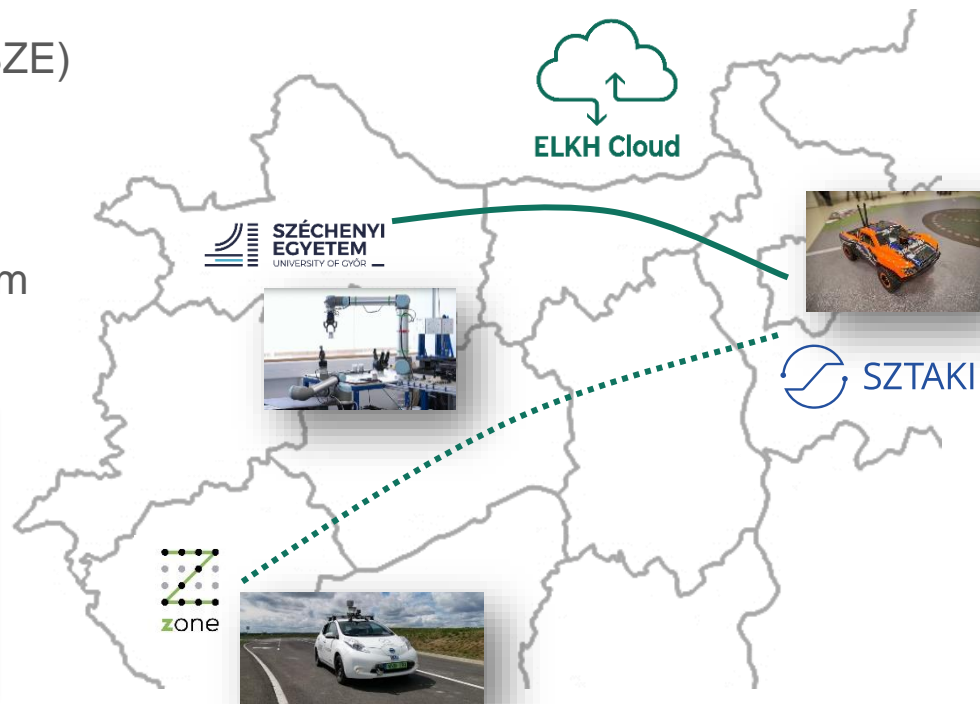 ZE)
ELKH Cloud
SZÉCHENYI
EGYETEM
UNIVERSITY OF GYŐR
m
SZTAKI
zone